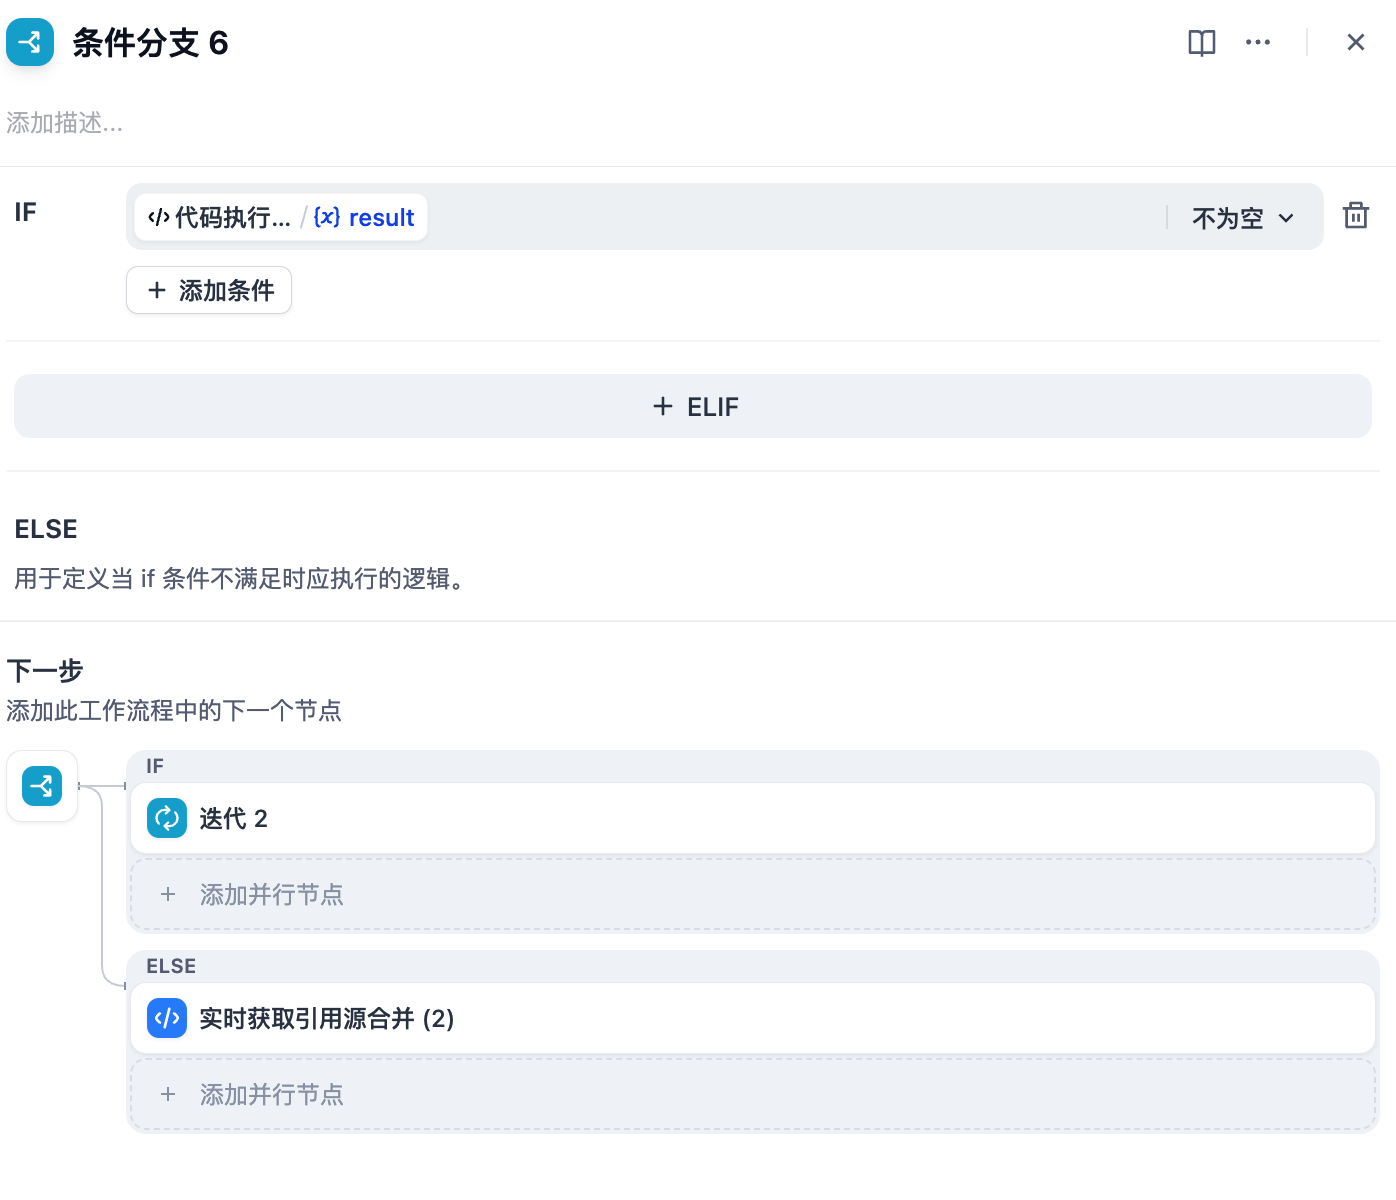 条件分支 6
添加描述...
IF
代码执行... / {x} result
不为空
+ 添加条件
+ ELIF
ELSE
用于定义当 if 条件不满足时应执行的逻辑。
下一步
添加此工作流程中的下一个节点
IF
迭代 2
+ 添加并行节点
ELSE
实时获取引用源合并 (2)
+ 添加并行节点